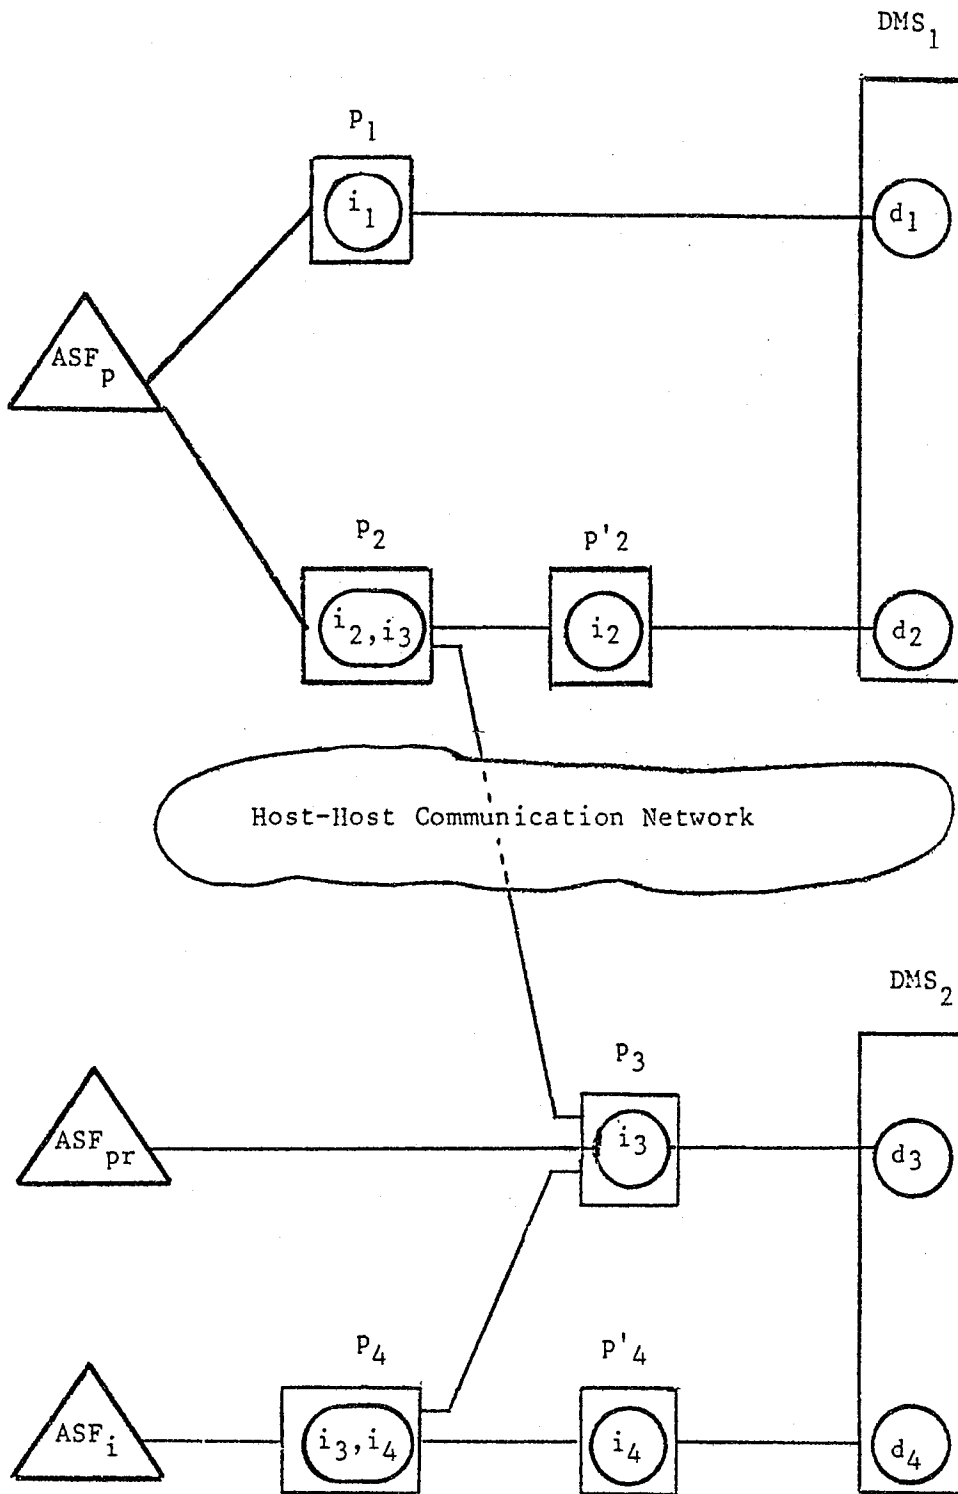 DMS₁
p₁
i₁
d₁
ASFₚ
p₂
p'₂
i₂,i₃
i₂
d₂
Host-Host Communication Network
DMS₂
p₃
ASFₚᵣ
i₃
d₃
p₄
p'₄
ASFᵢ
i₃,i₄
i₄
d₄